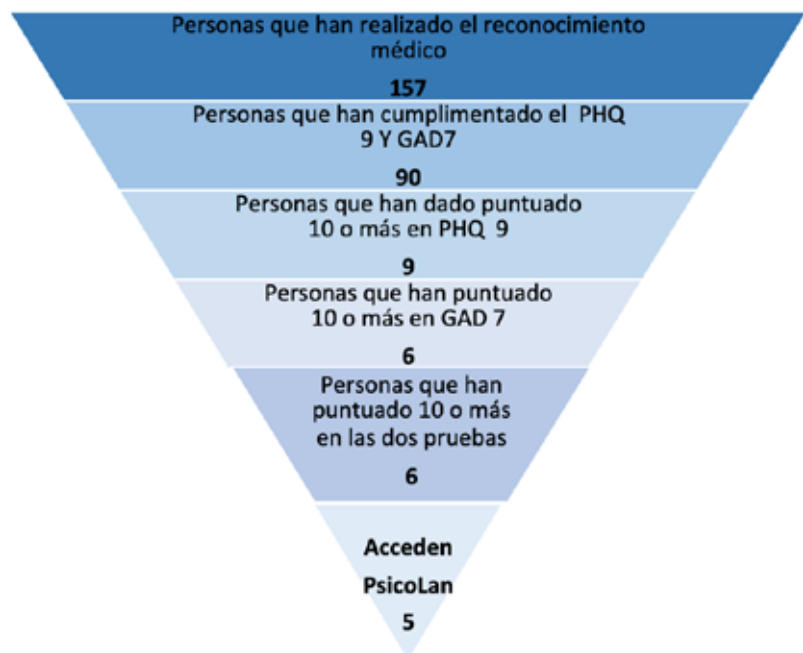 Personas que han realizado el reconocimiento
médico
157
Personas que han cumplimentado el PHQ
9 Y GAD7
90
Personas que han dado puntuado
10 o más en PHQ 9
9
Personas que han puntuado
10 o más en GAD 7
6
Personas que han
puntuado 10 o más
en las dos pruebas
6
Acceden
PsicoLan
5